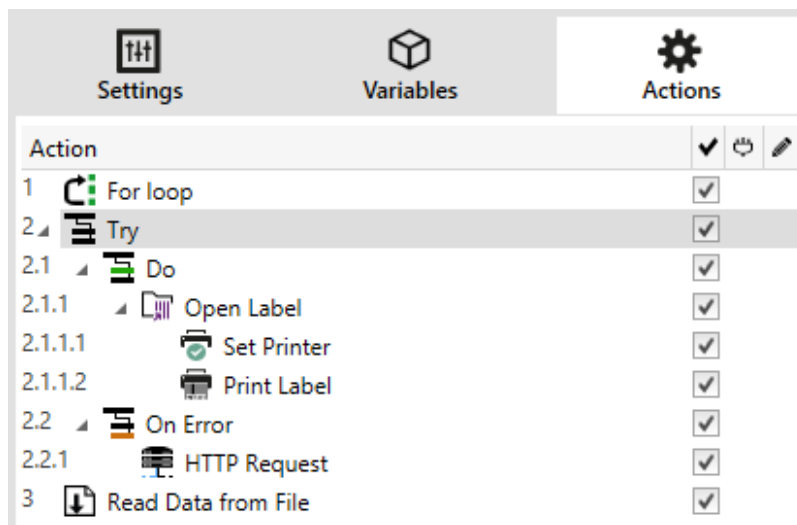 Settings Variables Actions
Action
1 For loop
2 Try
2.1 Do
2.1.1 Open Label
2.1.1.1 Set Printer
2.1.1.2 Print Label
2.2 On Error
2.2.1 HTTP Request
3 Read Data from File